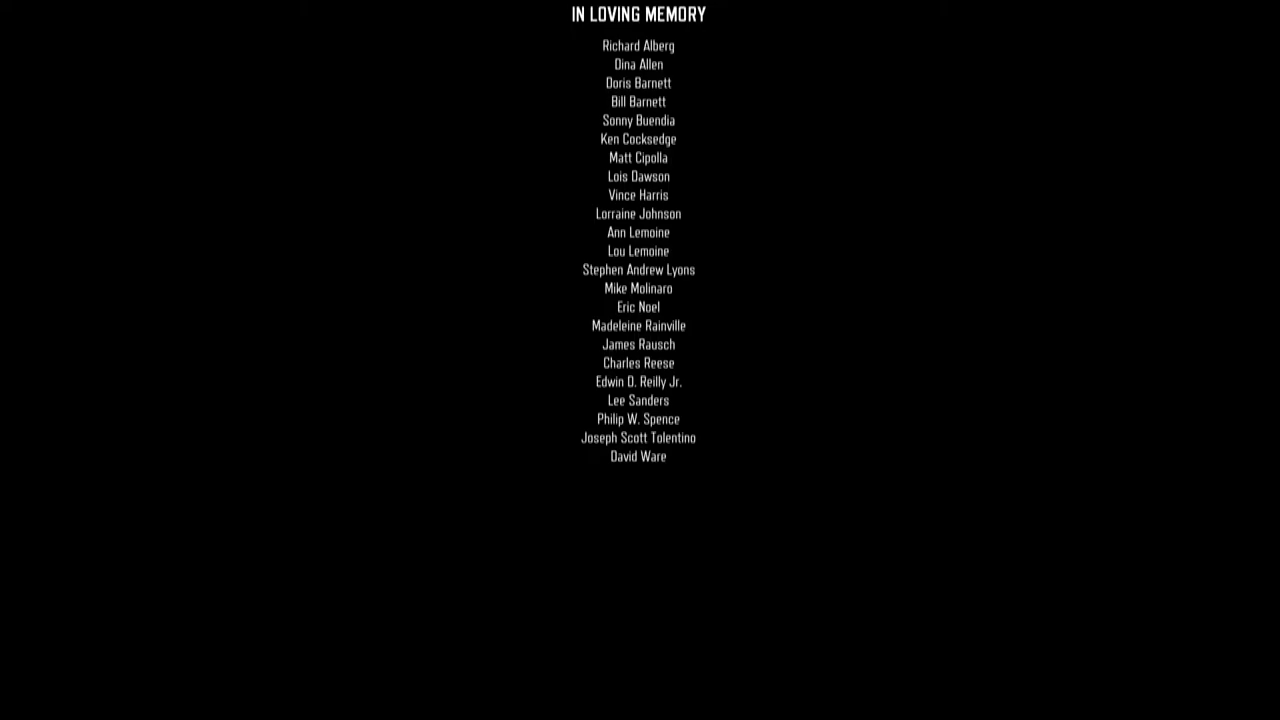 IN LOVING MEMORY
Richard Alberg
Dina Allen
Doris Barnett
Bill Barnett
Sonny Buendia
Ken Cocksedge
Matt Cipolla
Lois Dawson
Vince Harris
Lorraine Johnson
Ann Lemoine
Lou Lemoine
Stephen Andrew Lyons
Mike Molinaro
Eric Noel
Madeleine Rainville
James Rausch
Charles Reese
Edwin D. Reilly Jr.
Lee Sanders
Philip W. Spence
Joseph Scott Tolentino
David Ware